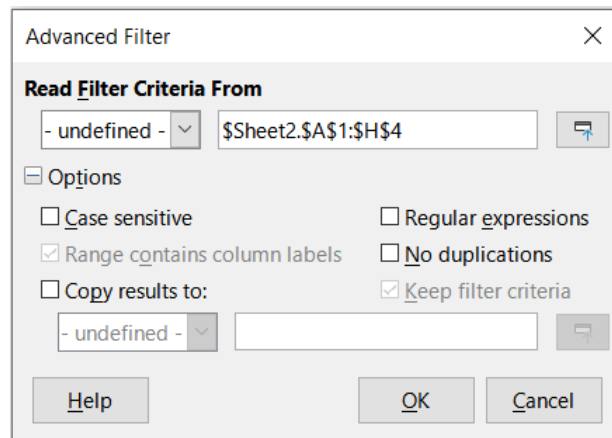 Advanced Filter
Read Filter Criteria From
- undefined - $Sheet2.$A$1:$H$4
Options
Case sensitive Regular expressions
Range contains column labels No duplications
Copy results to: Keep filter criteria
- undefined -
Help OK Cancel